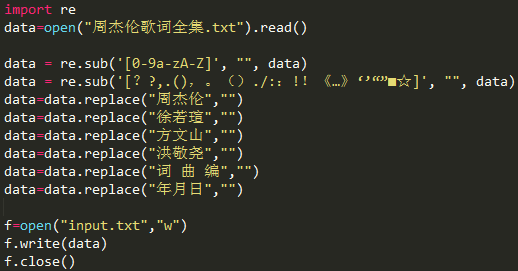 import re
data=open("周杰伦歌词全集.txt").read()
data = re.sub('[0-9a-zA-Z]', "", data)
data = re.sub('[？?,.()，。（）./:：!！《…》‘’“”■☆]', "", data)
data=data.replace("周杰伦","")
data=data.replace("徐若瑄","")
data=data.replace("方文山","")
data=data.replace("洪敬尧","")
data=data.replace("词 曲 编","")
data=data.replace("年月日","")
f=open("input.txt","w")
f.write(data)
f.close()